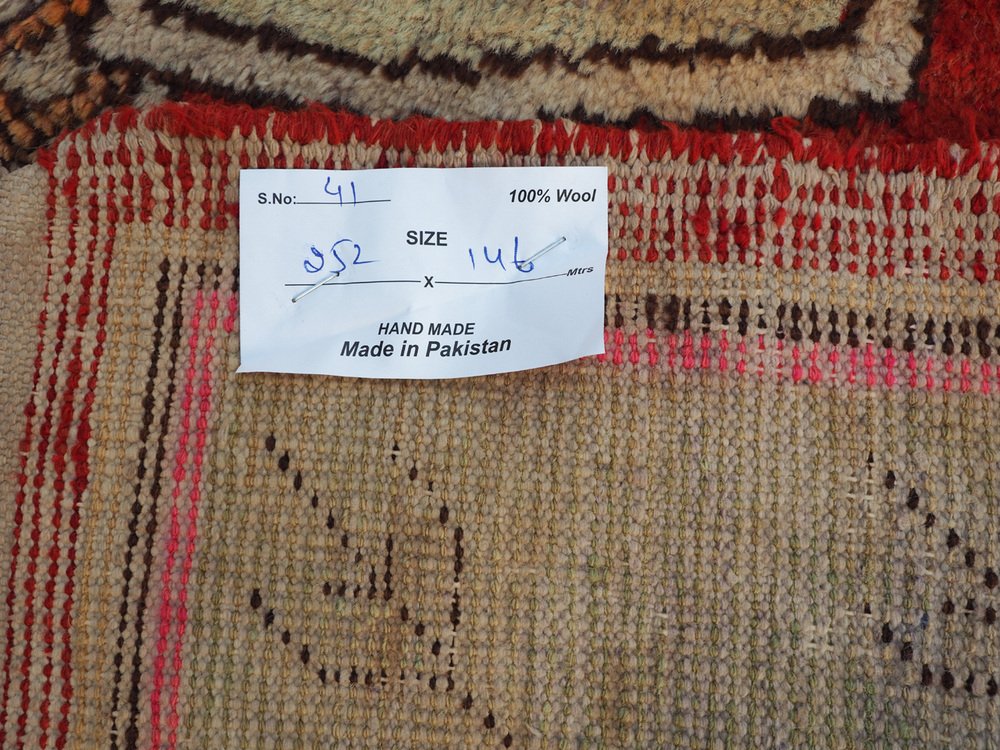 S.No: 41 100% Wool
SIZE
252 x 146 Mtrs
HAND MADE
Made in Pakistan